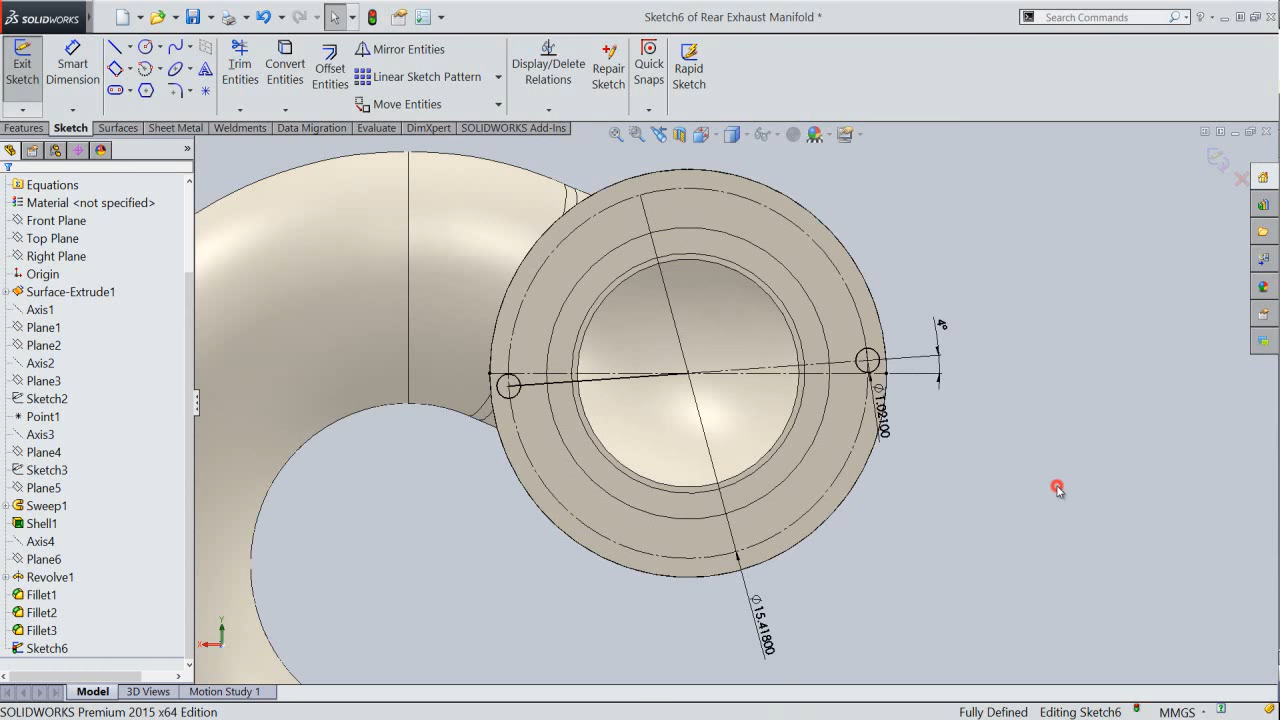 SOLIDWORKS
Sketch6 of Rear Exhaust Manifold *
Search Commands
Exit Sketch
Smart Dimension
Trim Entities
Convert Entities
Offset Entities
Mirror Entities
Linear Sketch Pattern
Move Entities
Display/Delete Relations
Repair Sketch
Quick Snaps
Rapid Sketch
Features Sketch Surfaces Sheet Metal Weldments Data Migration Evaluate DimXpert SOLIDWORKS Add-Ins
Equations
Material <not specified>
Front Plane
Top Plane
Right Plane
Origin
Surface-Extrude1
Axis1
Plane1
Plane2
Axis2
Plane3
Sketch2
Point1
Axis3
Plane4
Sketch3
Plane5
Sweep1
Shell1
Axis4
Plane6
Revolve1
Fillet1
Fillet2
Fillet3
Sketch6
4°
∅1.02100
∅15.41800
Y
X
Model 3D Views Motion Study 1
SOLIDWORKS Premium 2015 x64 Edition
Fully Defined Editing Sketch6 MMGS